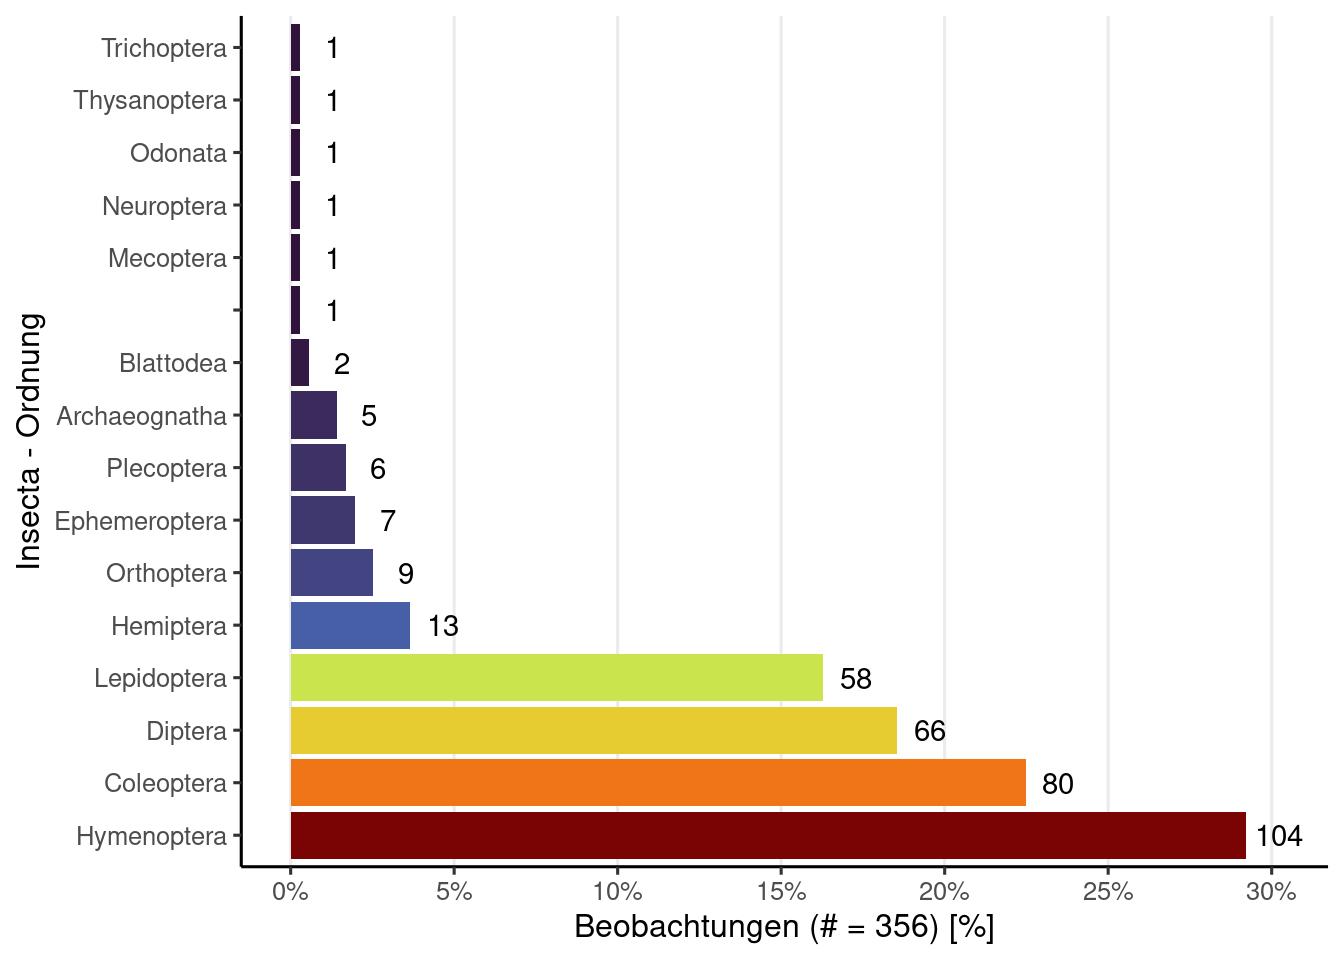 Insecta - Ordnung
Trichoptera 1
Thysanoptera 1
Odonata 1
Neuroptera 1
Mecoptera 1
1
Blattodea 2
Archaeognatha 5
Plecoptera 6
Ephemeroptera 7
Orthoptera 9
Hemiptera 13
Lepidoptera 58
Diptera 66
Coleoptera 80
Hymenoptera 104
0% 5% 10% 15% 20% 25% 30%
Beobachtungen (# = 356) [%]